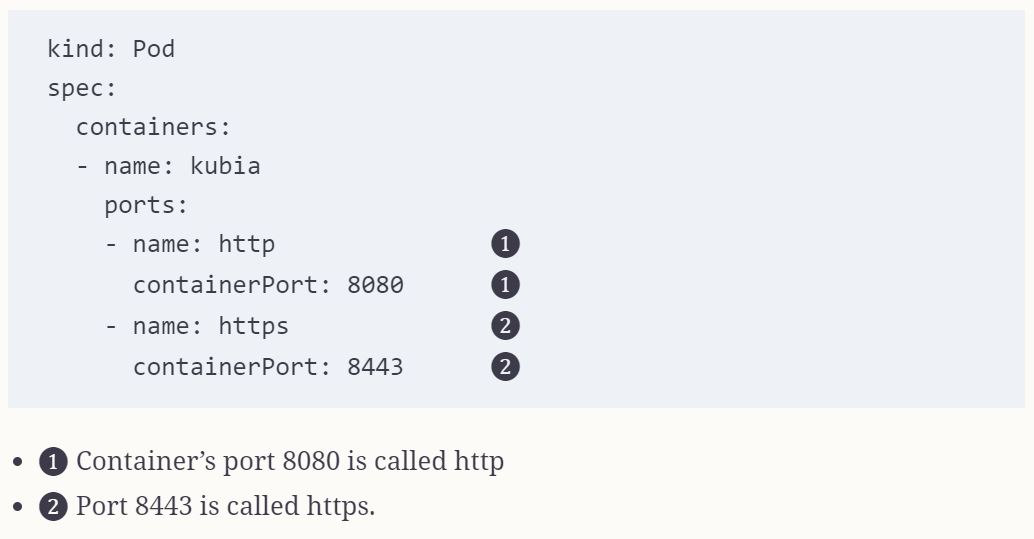 kind: Pod
spec:
  containers:
  - name: kubia
    ports:
    - name: http 1
      containerPort: 8080 1
    - name: https 2
      containerPort: 8443 2
• 1 Container’s port 8080 is called http
• 2 Port 8443 is called https.